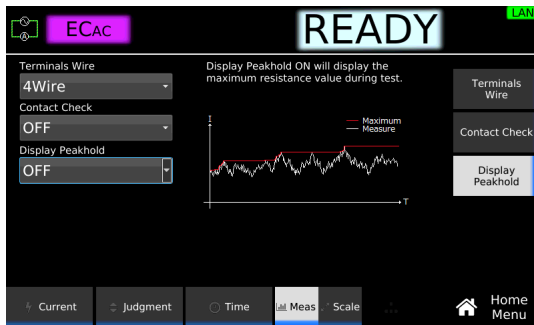 ECAC
READY
LAN
Terminals Wire
4Wire
Contact Check
OFF
Display Peakhold
OFF
Display Peakhold ON will display the
maximum resistance value during test.
I
Maximum
Measure
T
Terminals
Wire
Contact Check
Display
Peakhold
Current
Judgment
Time
Meas
Scale
Home
Menu